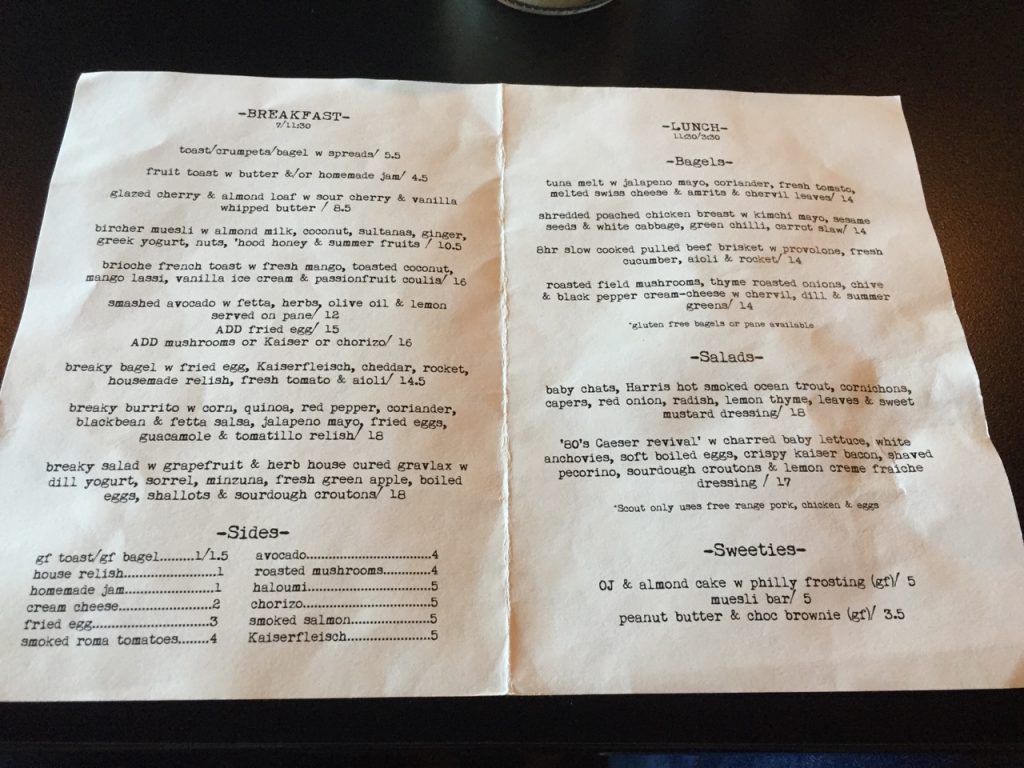 -BREAKFAST-
7/11:30
toast/crumpets/bagel w spreads/ 5.5
fruit toast w butter &/or homemade jam/ 4.5
glazed cherry & almond loaf w sour cherry & vanilla
whipped butter / 8.5
bircher muesli w almond milk, coconut, sultanas, ginger,
greek yogurt, nuts, 'hood honey & summer fruits / 10.5
brioche french toast w fresh mango, toasted coconut,
mango lassi, vanilla ice cream & passionfruit coulis/ 16
smashed avocado w fetta, herbs, olive oil & lemon
served on pane/ 12
ADD fried egg/ 15
ADD mushrooms or Kaiser or chorizo/ 16
breaky bagel w fried egg, Kaiserfleisch, cheddar, rocket,
housemade relish, fresh tomato & aioli/ 14.5
breaky burrito w corn, quinoa, red pepper, coriander,
blackbean & fetta salsa, jalapeno mayo, fried eggs,
guacamole & tomatillo relish/ 18
breaky salad w grapefruit & herb house cured gravlax w
dill yogurt, sorrel, minzuna, fresh green apple, boiled
eggs, shallots & sourdough croutons/ 18
-Sides-
gf toast/gf bagel........1/1.5
house relish......................1
homemade jam....................1
cream cheese.....................2
fried egg..........................3
smoked roma tomatoes.......4
avocado..............................4
roasted mushrooms............4
haloumi..............................5
chorizo..............................5
smoked salmon...................5
Kaiserfleisch.....................5
-LUNCH-
11:30/3:30
-Bagels-
tuna melt w jalapeno mayo, coriander, fresh tomato,
melted swiss cheese & amrits & chervil leaves/ 14
shredded poached chicken breast w kimchi mayo, sesame
seeds & white cabbage, green chilli, carrot slaw/ 14
8hr slow cooked pulled beef brisket w provolone, fresh
cucumber, aioli & rocket/ 14
roasted field mushrooms, thyme roasted onions, chive
& black pepper cream-cheese w chervil, dill & summer
greens/ 14
*gluten free bagels or pane available
-Salads-
baby chats, Harris hot smoked ocean trout, cornichons,
capers, red onion, radish, lemon thyme, leaves & sweet
mustard dressing/ 18
'80's Caeser revival' w charred baby lettuce, white
anchovies, soft boiled eggs, crispy kaiser bacon, shaved
pecorino, sourdough croutons & lemon creme fraiche
dressing / 17
*Scout only uses free range pork, chicken & eggs
-Sweeties-
OJ & almond cake w philly frosting (gf)/ 5
muesli bar/ 5
peanut butter & choc brownie (gf)/ 3.5